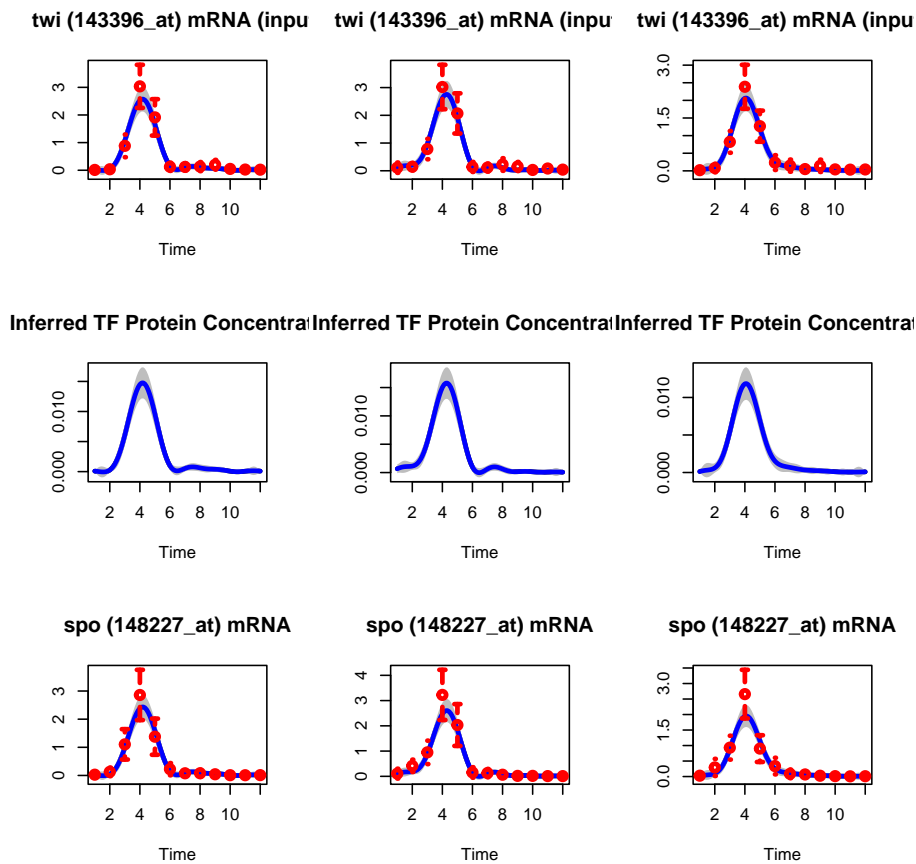 twi (143396_at) mRNA (inpu
twi (143396_at) mRNA (inpu
twi (143396_at) mRNA (inpu
3
2
1
0
2 4 6 8 10
Time
3
2
1
0
2 4 6 8 10
Time
3.0
1.5
0.0
2 4 6 8 10
Time
Inferred TF Protein Concentrat
Inferred TF Protein Concentrat
Inferred TF Protein Concentrat
0.010
0.000
2 4 6 8 10
Time
0.010
0.000
2 4 6 8 10
Time
0.010
0.000
2 4 6 8 10
Time
spo (148227_at) mRNA
spo (148227_at) mRNA
spo (148227_at) mRNA
3
2
1
0
2 4 6 8 10
Time
4
3
2
1
0
2 4 6 8 10
Time
3.0
1.5
0.0
2 4 6 8 10
Time